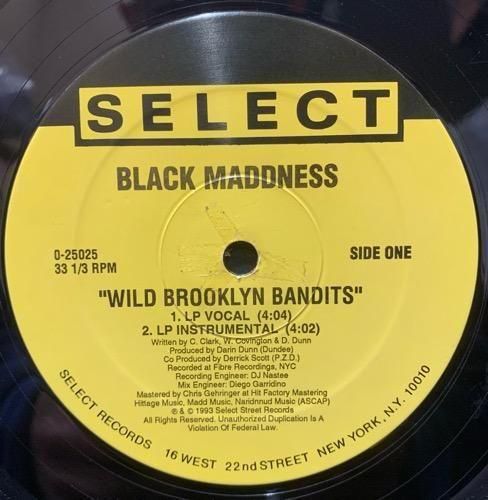 SELECT
BLACK MADDNESS
0-25025
33 1/3 RPM
SIDE ONE
"WILD BROOKLYN BANDITS"
1. LP VOCAL (4:04)
2. LP INSTRUMENTAL (4:02)
Written by C. Clark, W. Covington & D. Dunn
Produced by Darin Dunn (Dundee)
Co Produced by Derrick Scott (P.Z.D.)
Recorded at Fibre Recordings, NYC
Recording Engineer: DJ Nastee
Mix Engineer: Diego Garridino
Mastered by Chris Gehringer at Hit Factory Mastering
Hittage Music, Madd Music, Naridnnud Music (ASCAP)
℗ & © 1993 Select Street Records
All Rights Reserved. Unauthorized Duplication Is A
Violation Of Federal Law.
SELECT RECORDS 16 WEST 22nd STREET NEW YORK, N.Y. 10010